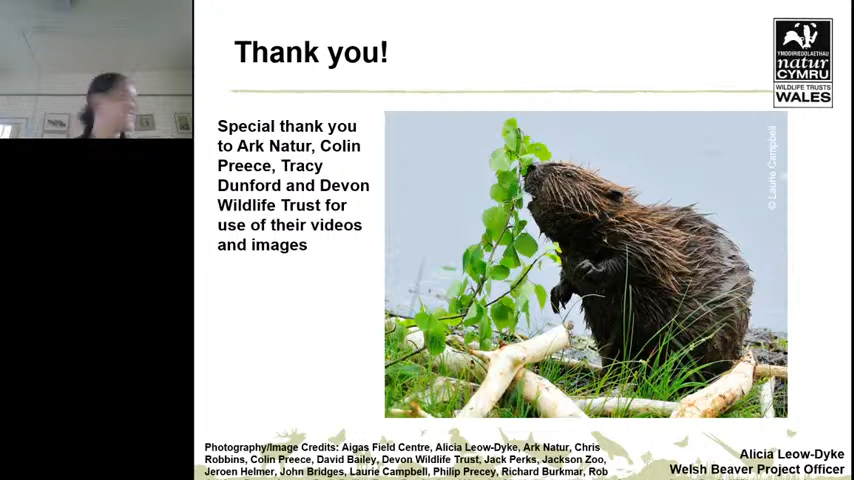 Thank you!
YMDDIRIEDOLAETHAU
natur
CYMRU
WILDLIFE TRUSTS
WALES
Special thank you
to Ark Natur, Colin
Preece, Tracy
Dunford and Devon
Wildlife Trust for
use of their videos
and images
© Laurie Campbell
Photography/Image Credits: Aigas Field Centre, Alicia Leow-Dyke, Ark Natur, Chris
Robbins, Colin Preece, David Bailey, Devon Wildlife Trust, Jack Perks, Jackson Zoo,
Jeroen Helmer, John Bridges, Laurie Campbell, Philip Precey, Richard Burkmar, Rob
Alicia Leow-Dyke
Welsh Beaver Project Officer